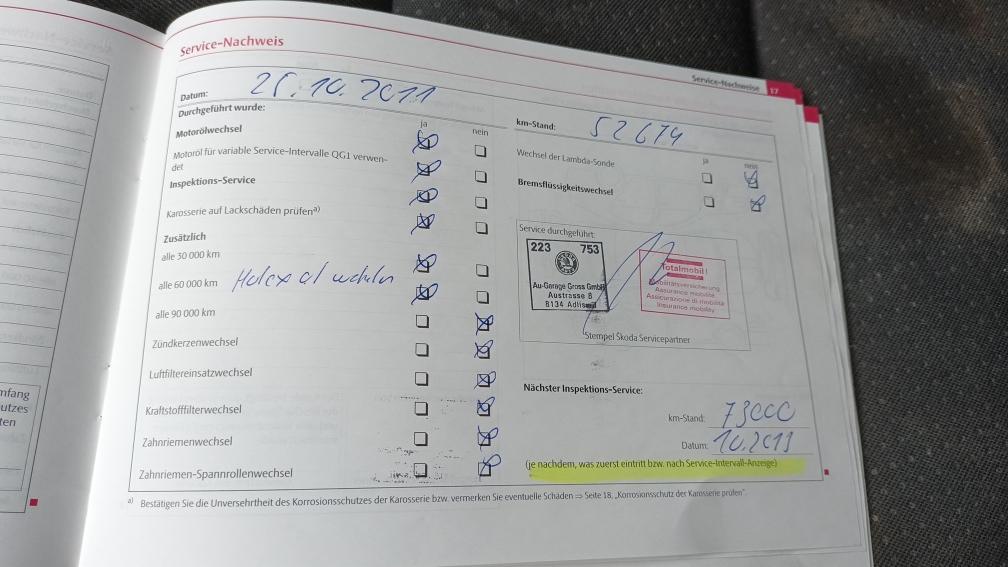 Service-Nachweis
Service-Nachweise 17
Datum: 25.10.2011
km-Stand: 52674
Durchgeführt wurde:
ja nein
Motorölwechsel
Motoröl für variable Service-Intervalle QG1 verwen-
det
Inspektions-Service
Karosserie auf Lackschäden prüfen a)
Zusätzlich
alle 30 000 km
alle 60 000 km
alle 90 000 km
Zündkerzenwechsel
Luftfiltereinsatzwechsel
Kraftstofffilterwechsel
Zahnriemenwechsel
Zahnriemen-Spannrollenwechsel
ja nein
Wechsel der Lambda-Sonde
Bremsflüssigkeitswechsel
Service durchgeführt:
223 753
Au-Garage Gross GmbH
Austrasse 8
8134 Adliswil
Totalmobil!
Mobilitätsversicherung
Assurance mobilité
Assicurazione di mobilità
Insurance mobility
Stempel Škoda Servicepartner
Nächster Inspektions-Service:
km-Stand: 73000
Datum: 10.2013
(je nachdem, was zuerst eintritt bzw. nach Service-Intervall-Anzeige)
a) Bestätigen Sie die Unversehrtheit des Korrosionsschutzes der Karosserie bzw. vermerken Sie eventuelle Schäden ⇒ Seite 18, „Korrosionsschutz der Karosserie prüfen".
mfang
utzes
ten